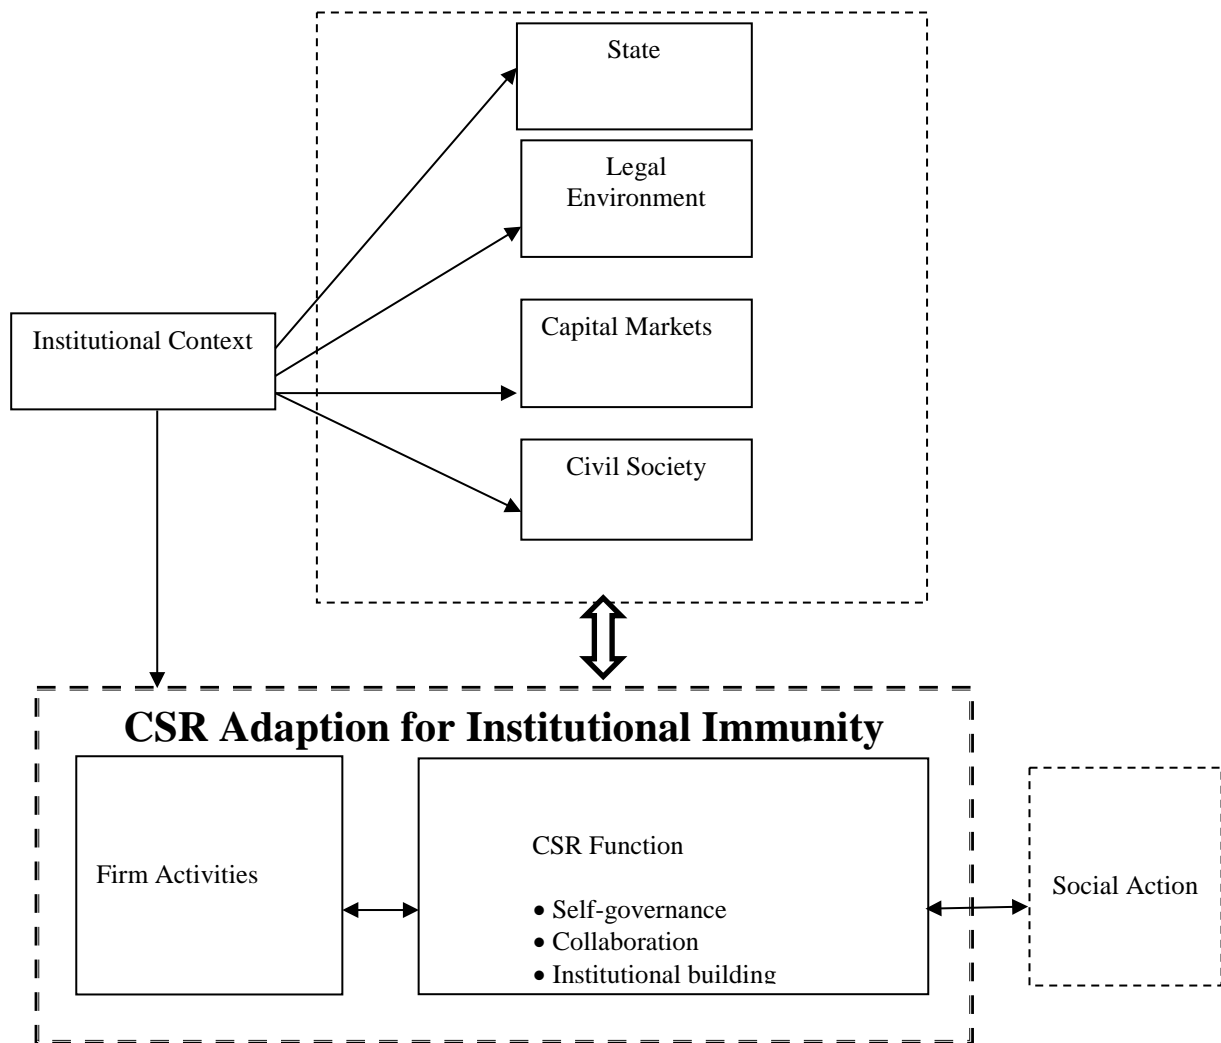 State
Legal
Environment
Institutional Context
Capital Markets
Civil Society
CSR Adaption for Institutional Immunity
Firm Activities
CSR Function
• Self-governance
• Collaboration
• Institutional building
Social Action